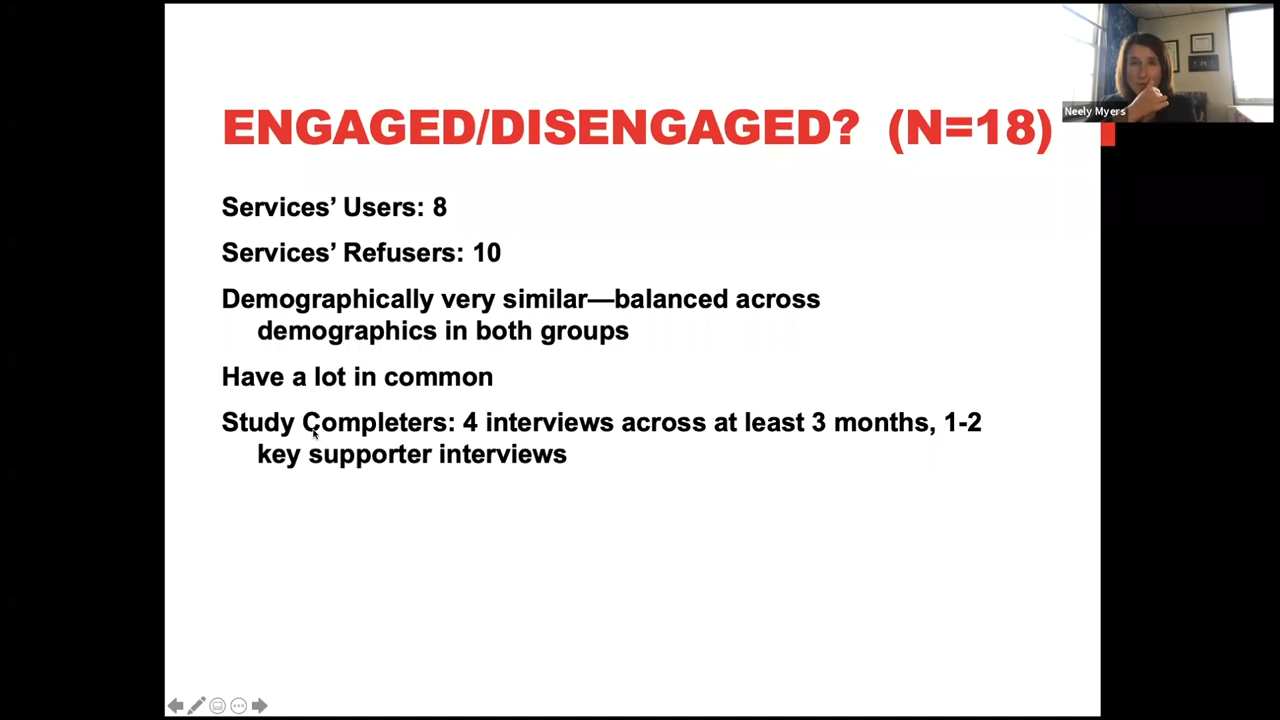 ENGAGED/DISENGAGED? (N=18)
Neely Myers
Services’ Users: 8
Services’ Refusers: 10
Demographically very similar—balanced across
demographics in both groups
Have a lot in common
Study Completers: 4 interviews across at least 3 months, 1-2
key supporter interviews